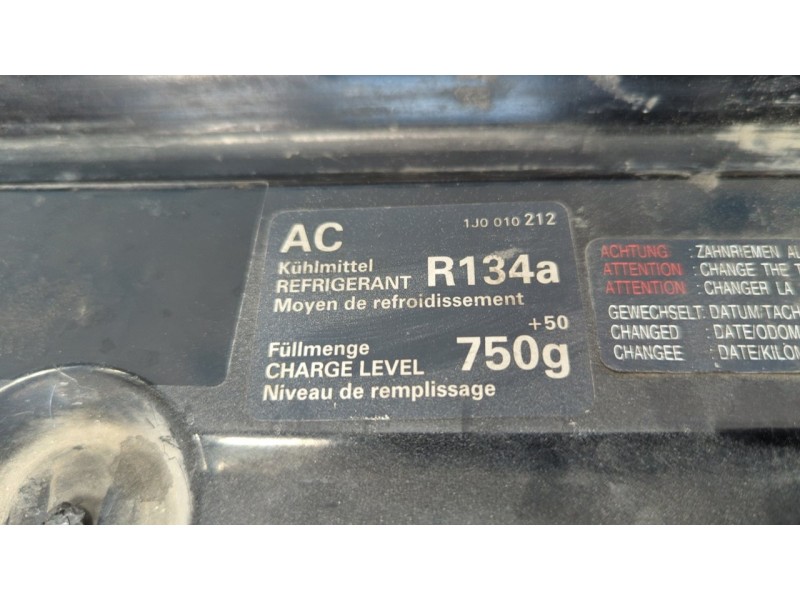 AC 1J0 010 212
Kühlmittel
REFRIGERANT R134a
Moyen de refroidissement
+50
Füllmenge
CHARGE LEVEL 750g
Niveau de remplissage
ACHTUNG: ZAHNRIEMEN
ATTENTION: CHANGE THE
ATTENTION: CHANGER LA
GEWECHSELT: DATUM/TACH
CHANGED : DATE/ODOM
CHANGEE : DATE/KILO